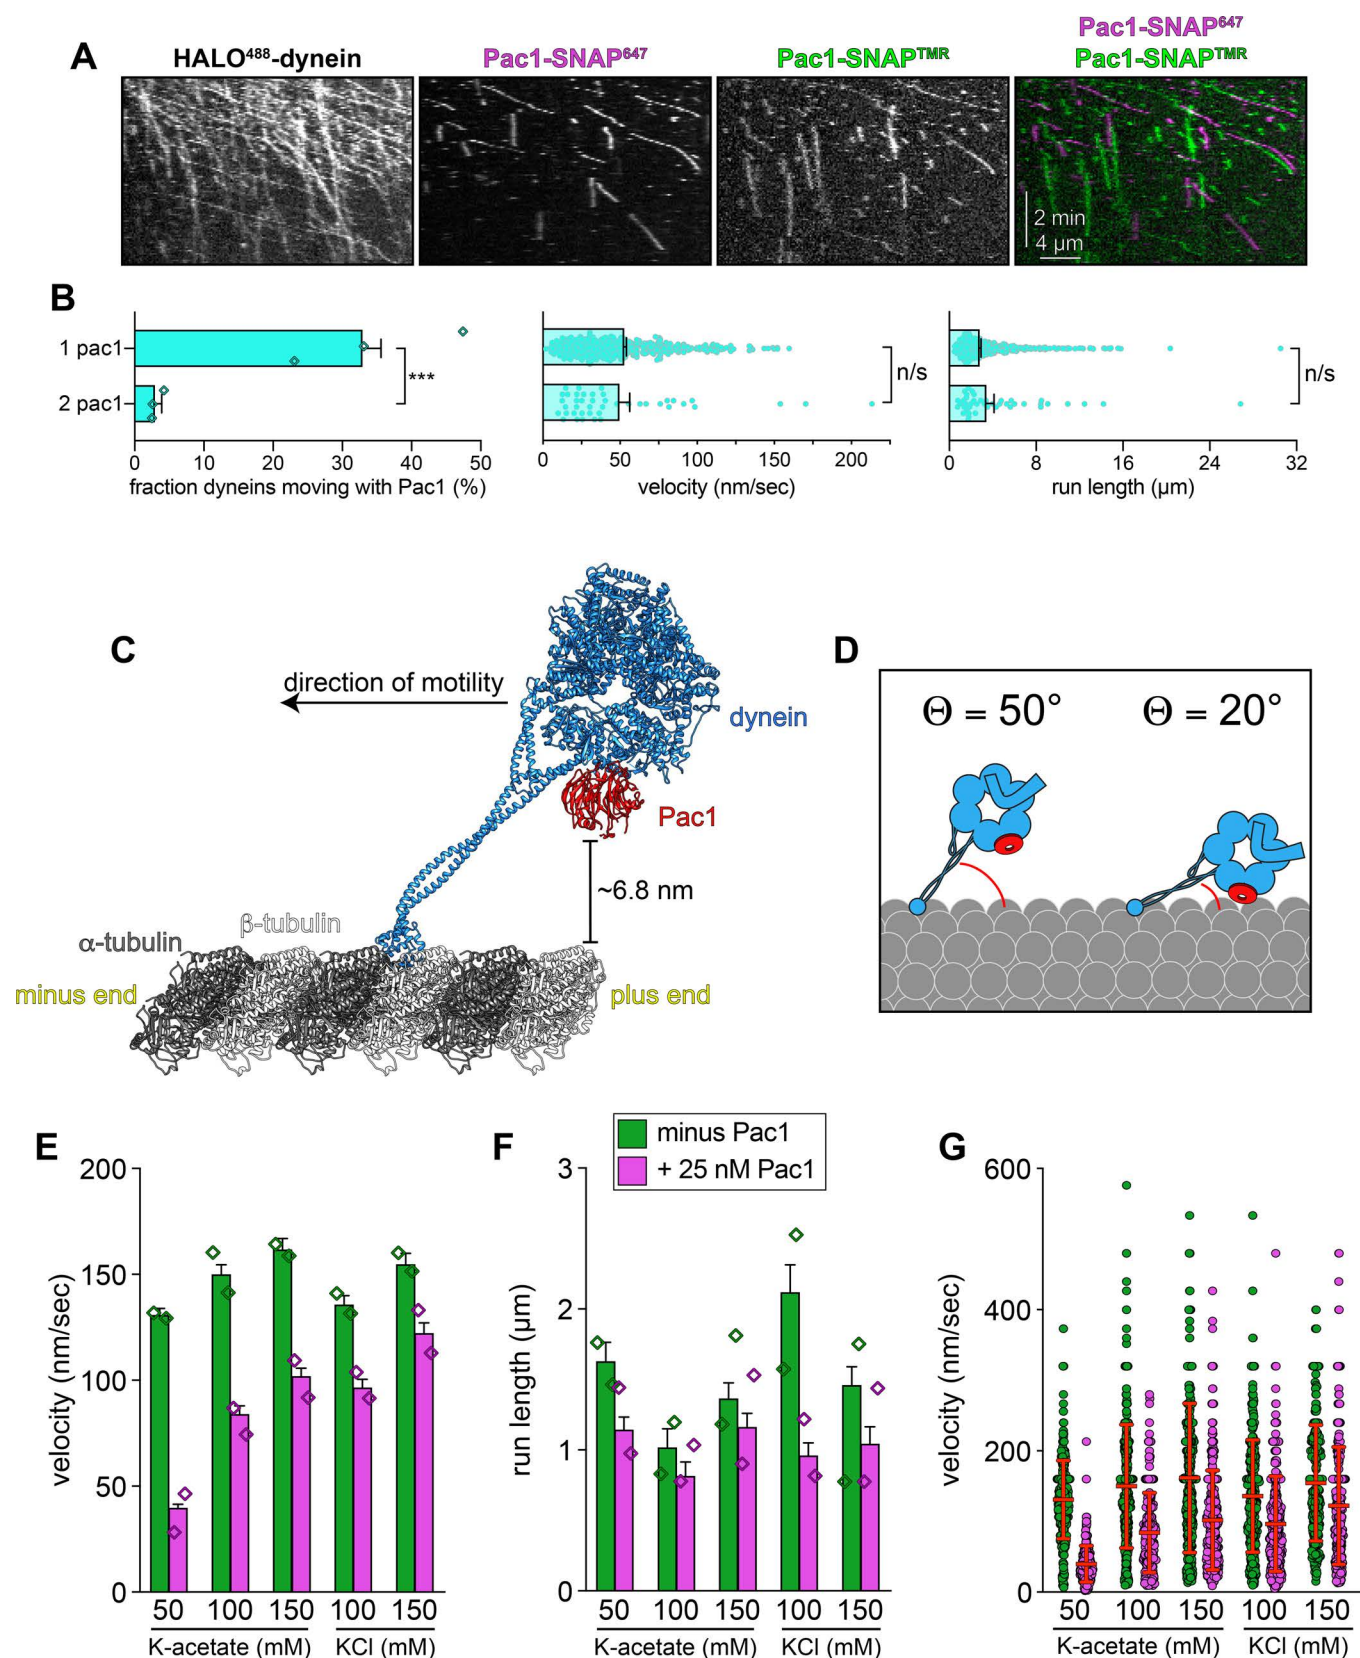 Pac1-SNAP647
A
HALO488-dynein
Pac1-SNAP647
Pac1-SNAPTMR
Pac1-SNAPTMR
2 min
4 μm
B
1 pac1
2 pac1
***
n/s
n/s
0 10 20 30 40 50
fraction dyneins moving with Pac1 (%)
0 50 100 150 200
velocity (nm/sec)
0 8 16 24 32
run length (μm)
C
direction of motility
dynein
Pac1
~6.8 nm
β-tubulin
α-tubulin
minus end
plus end
D
Θ = 50°
Θ = 20°
minus Pac1
+ 25 nM Pac1
E
200
150
100
50
0
velocity (nm/sec)
50 100 150 100 150
K-acetate (mM) KCl (mM)
F
3
2
1
0
run length (μm)
50 100 150 100 150
K-acetate (mM) KCl (mM)
G
600
400
200
0
velocity (nm/sec)
50 100 150 100 150
K-acetate (mM) KCl (mM)